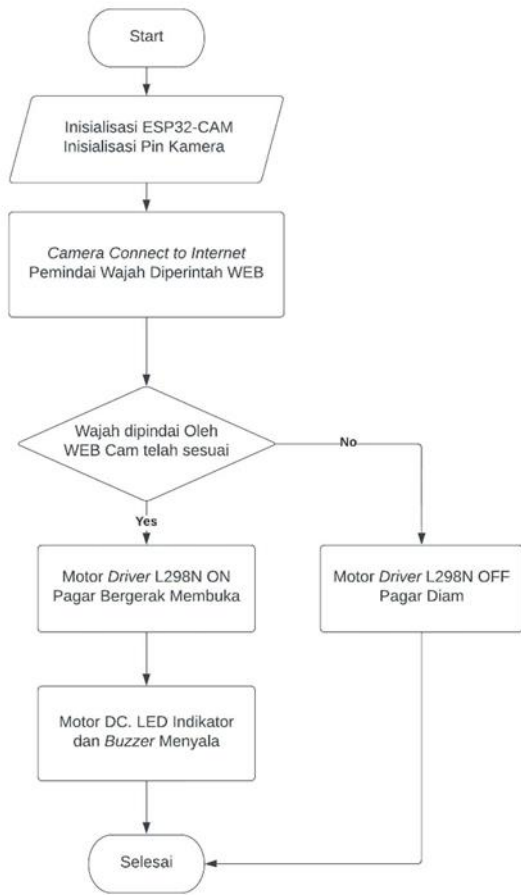 Start
Inisialisasi ESP32-CAM
Inisialisasi Pin Kamera
Camera Connect to Internet
Pemindai Wajah Diperintah WEB
Wajah dipindai Oleh
WEB Cam telah sesuai
No
Yes
Motor Driver L298N ON
Pagar Bergerak Membuka
Motor Driver L298N OFF
Pagar Diam
Motor DC. LED Indikator
dan Buzzer Menyala
Selesai